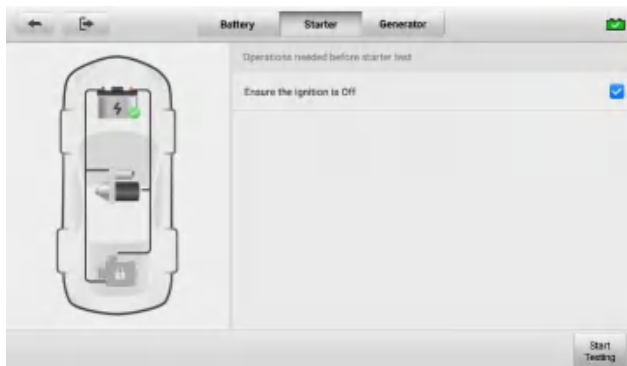 Battery
Starter
Generator
Operations needed before starter test
Ensure the ignition is Off
Start
Testing